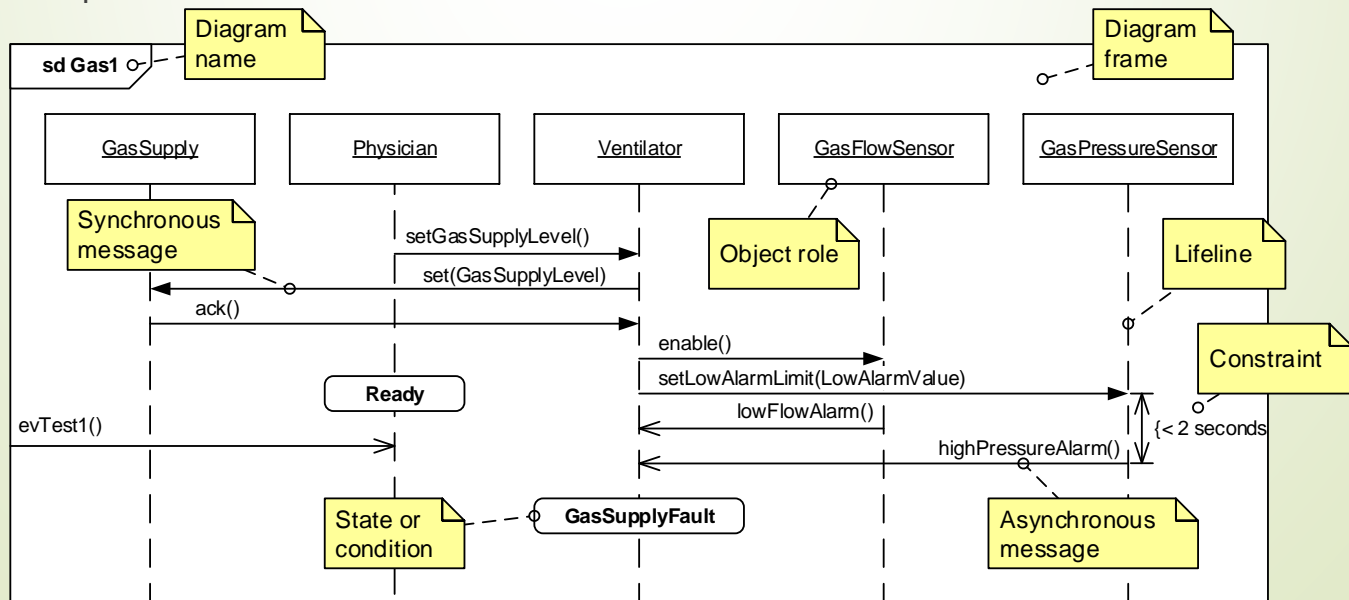 Diagram
name
Diagram
frame
sd Gas1
GasSupply
Physician
Ventilator
GasFlowSensor
GasPressureSensor
Synchronous
message
setGasSupplyLevel()
Object role
Lifeline
set(GasSupplyLevel)
ack()
enable()
Constraint
setLowAlarmLimit(LowAlarmValue)
Ready
lowFlowAlarm()
evTest1()
{< 2 seconds
highPressureAlarm()
State or
condition
GasSupplyFault
Asynchronous
message